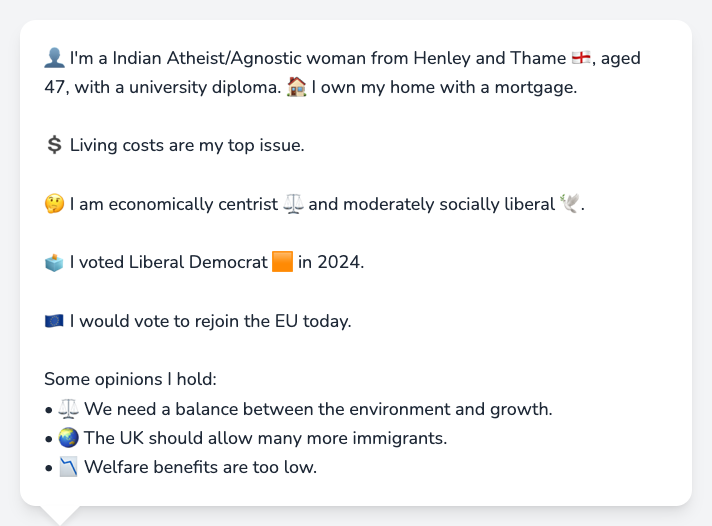 👤 I'm a Indian Atheist/Agnostic woman from Henley and Thame 🏴󠁧󠁢󠁥󠁮󠁧󠁿, aged
47, with a university diploma. 🏠 I own my home with a mortgage.
💲 Living costs are my top issue.
🤔 I am economically centrist ⚖️ and moderately socially liberal 🕊️.
🗳️ I voted Liberal Democrat 🟧 in 2024.
🇪🇺 I would vote to rejoin the EU today.
Some opinions I hold:
• ⚖️ We need a balance between the environment and growth.
• 🌏 The UK should allow many more immigrants.
• 📉 Welfare benefits are too low.